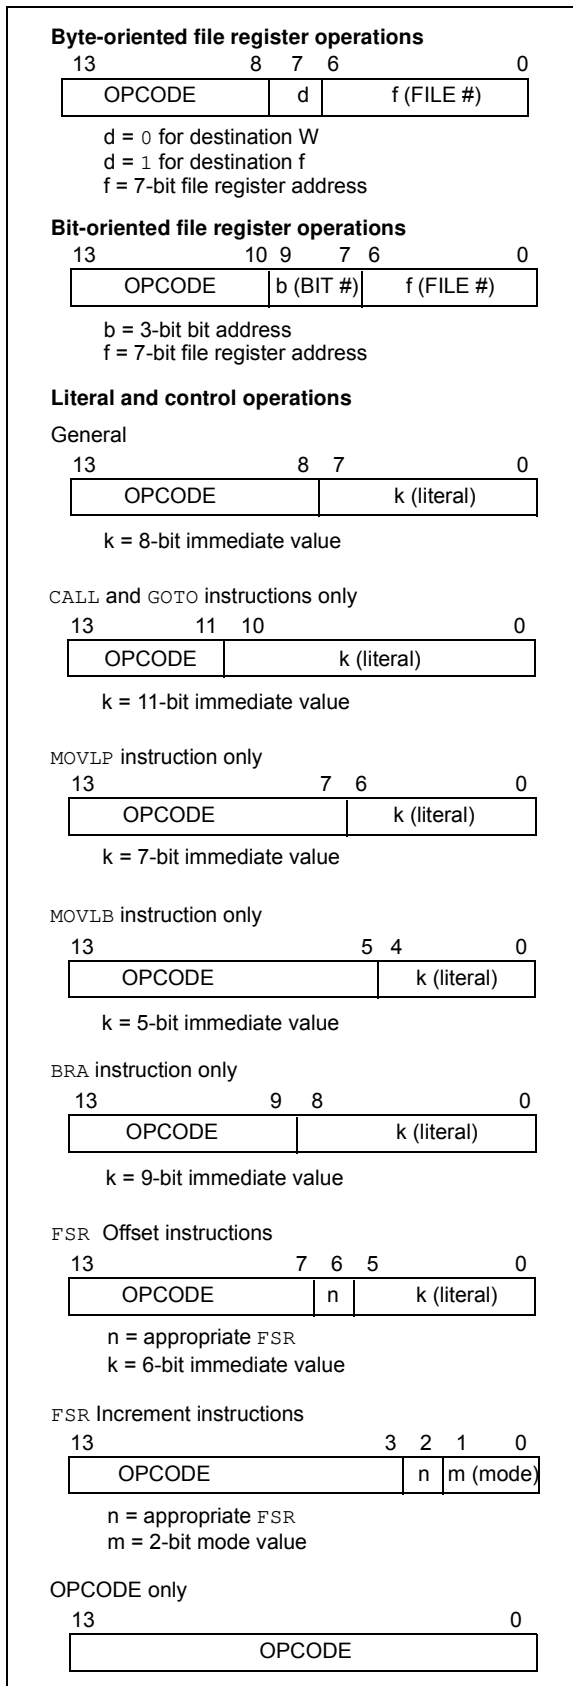 Byte-oriented file register operations
13 8 7 6 0
OPCODE d f (FILE #)
d = 0 for destination W
d = 1 for destination f
f = 7-bit file register address
Bit-oriented file register operations
13 10 9 7 6 0
OPCODE b (BIT #) f (FILE #)
b = 3-bit bit address
f = 7-bit file register address
Literal and control operations
General
13 8 7 0
OPCODE k (literal)
k = 8-bit immediate value
CALL and GOTO instructions only
13 11 10 0
OPCODE k (literal)
k = 11-bit immediate value
MOVLP instruction only
13 7 6 0
OPCODE k (literal)
k = 7-bit immediate value
MOVLB instruction only
13 5 4 0
OPCODE k (literal)
k = 5-bit immediate value
BRA instruction only
13 9 8 0
OPCODE k (literal)
k = 9-bit immediate value
FSR Offset instructions
13 7 6 5 0
OPCODE n k (literal)
n = appropriate FSR
k = 6-bit immediate value
FSR Increment instructions
13 3 2 1 0
OPCODE n m (mode)
n = appropriate FSR
m = 2-bit mode value
OPCODE only
13 0
OPCODE